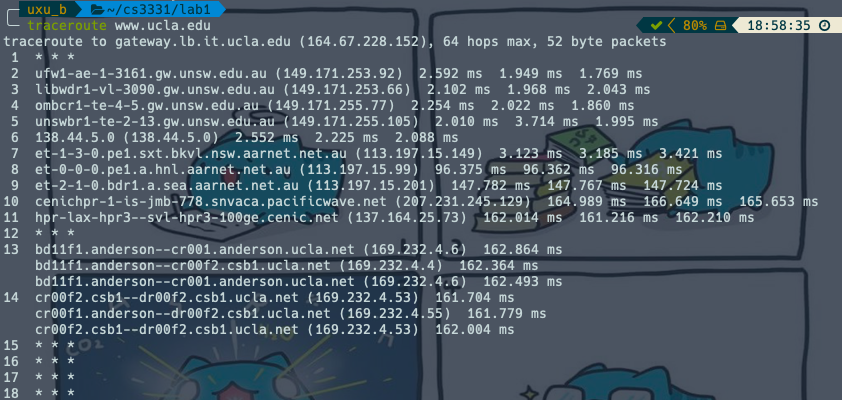 uxu_b ~/cs3331/lab1
traceroute www.ucla.edu 80% 18:58:35
traceroute to gateway.lb.it.ucla.edu (164.67.228.152), 64 hops max, 52 byte packets
1 * * *
2 ufw1-ae-1-3161.gw.unsw.edu.au (149.171.253.92) 2.592 ms 1.949 ms 1.769 ms
3 libwdr1-vl-3090.gw.unsw.edu.au (149.171.253.66) 2.102 ms 1.968 ms 2.043 ms
4 ombcr1-te-4-5.gw.unsw.edu.au (149.171.255.77) 2.254 ms 2.022 ms 1.860 ms
5 unswbr1-te-2-13.gw.unsw.edu.au (149.171.255.105) 2.010 ms 3.714 ms 1.995 ms
6 138.44.5.0 (138.44.5.0) 2.552 ms 2.225 ms 2.088 ms
7 et-1-3-0.pe1.sxt.bkvl.nsw.aarnet.net.au (113.197.15.149) 3.123 ms 3.185 ms 3.421 ms
8 et-0-0-0.pe1.a.hnl.aarnet.net.au (113.197.15.99) 96.375 ms 96.362 ms 96.316 ms
9 et-2-1-0.bdr1.a.sea.aarnet.net.au (113.197.15.201) 147.782 ms 147.767 ms 147.724 ms
10 cenichpr-1-is-jmb-778.snvaca.pacificwave.net (207.231.245.129) 164.989 ms 166.649 ms 165.653 ms
11 hpr-lax-hpr3--svl-hpr3-100ge.cenic.net (137.164.25.73) 162.014 ms 161.216 ms 162.210 ms
12 * * *
13 bd11f1.anderson--cr001.anderson.ucla.net (169.232.4.6) 162.864 ms
bd11f1.anderson--cr00f2.csb1.ucla.net (169.232.4.4) 162.364 ms
bd11f1.anderson--cr001.anderson.ucla.net (169.232.4.6) 162.493 ms
14 cr00f2.csb1--dr00f2.csb1.ucla.net (169.232.4.53) 161.704 ms
cr00f1.anderson--dr00f2.csb1.ucla.net (169.232.4.55) 161.779 ms
cr00f2.csb1--dr00f2.csb1.ucla.net (169.232.4.53) 162.004 ms
15 * * *
16 * * *
17 * * *
18 * * *
CO2